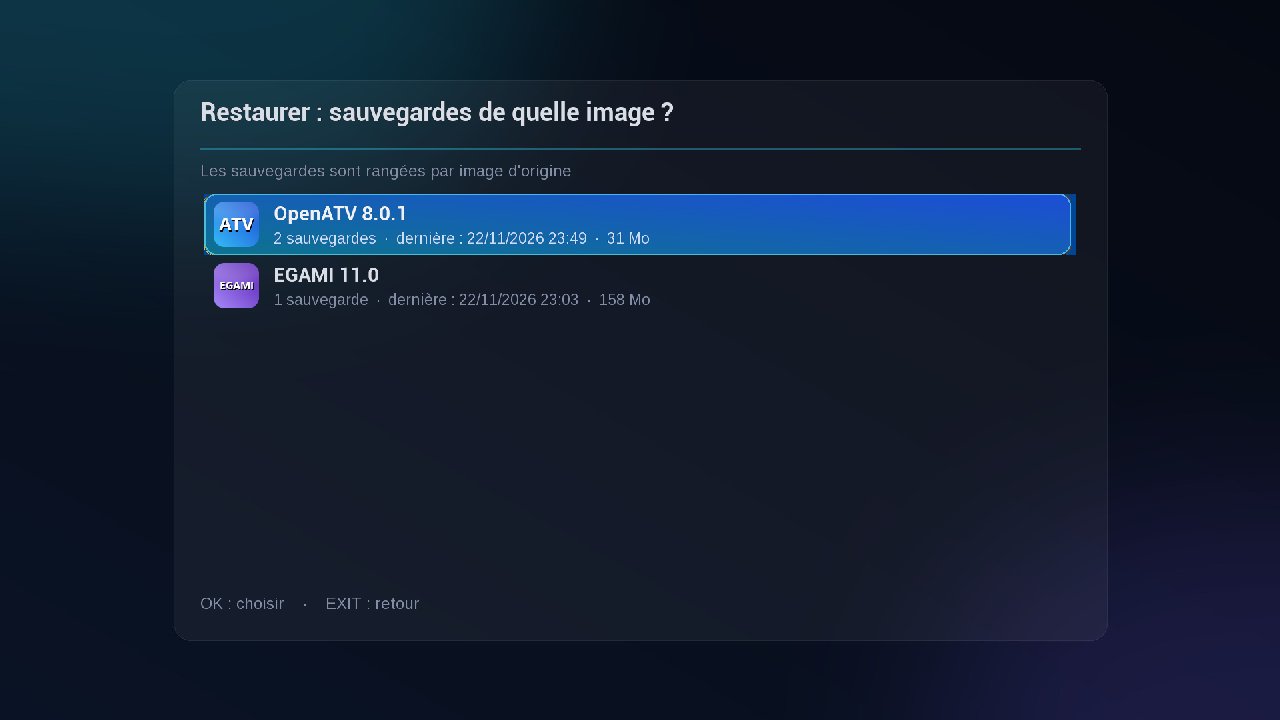 Restaurer : sauvegardes de quelle image ?
Les sauvegardes sont rangées par image d'origine
ATV
OpenATV 8.0.1
2 sauvegardes · dernière : 22/11/2026 23:49 · 31 Mo
EGAMI
EGAMI 11.0
1 sauvegarde · dernière : 22/11/2026 23:03 · 158 Mo
OK : choisir · EXIT : retour